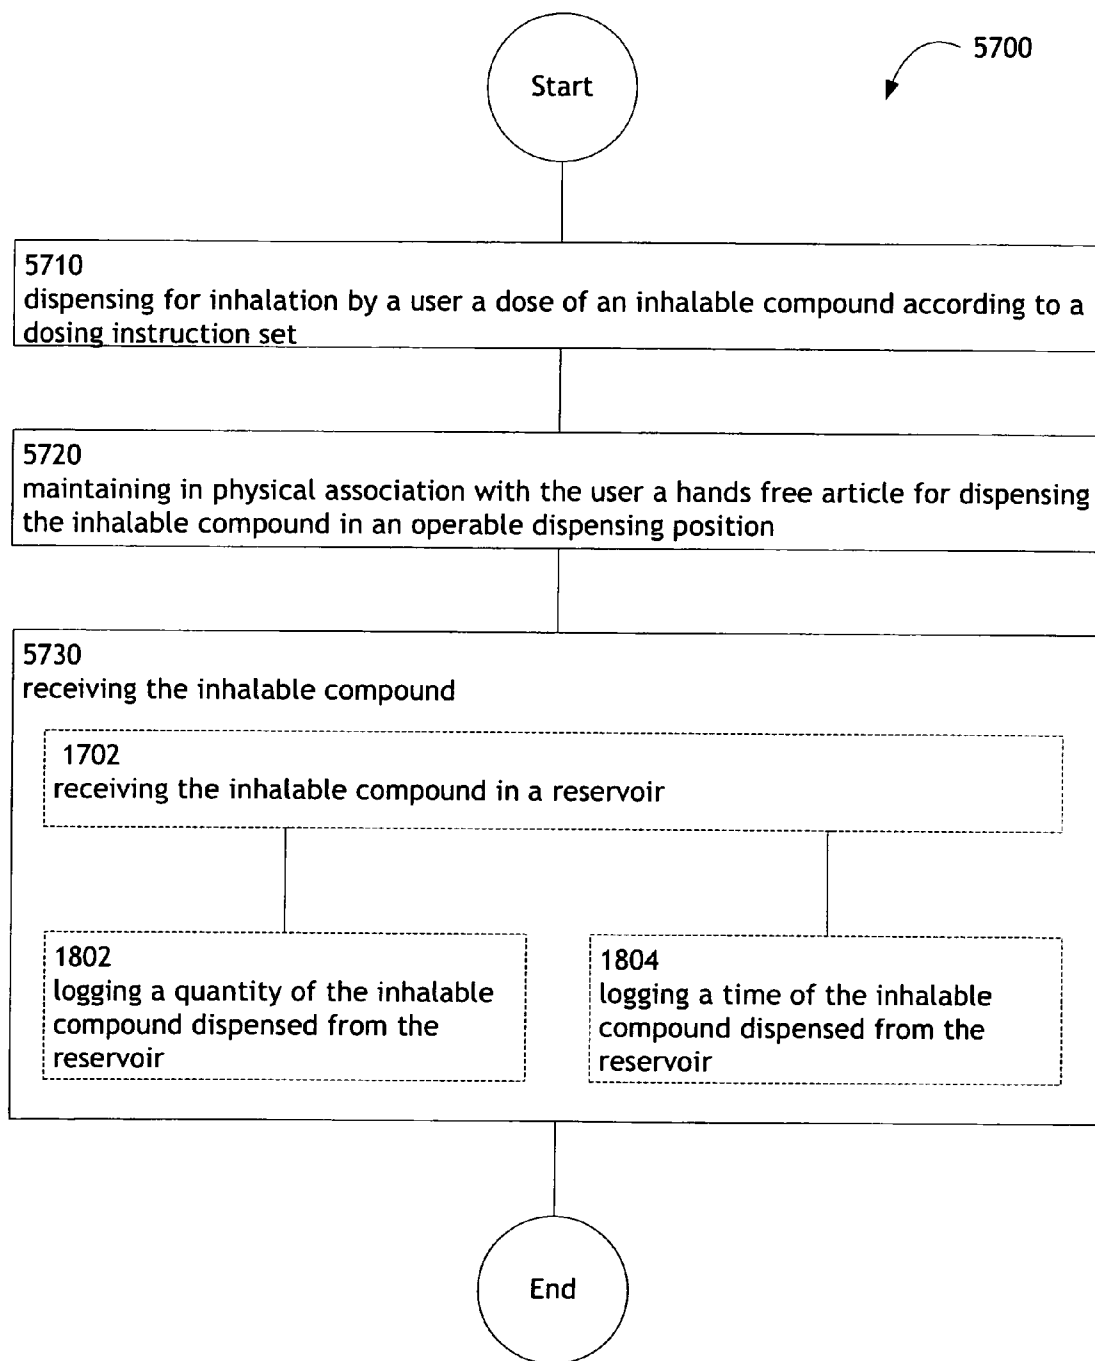 Start
5700
5710
dispensing for inhalation by a user a dose of an inhalable compound according to a
dosing instruction set
5720
maintaining in physical association with the user a hands free article for dispensing
the inhalable compound in an operable dispensing position
5730
receiving the inhalable compound
1702
receiving the inhalable compound in a reservoir
1802
logging a quantity of the inhalable
compound dispensed from the
reservoir
1804
logging a time of the inhalable
compound dispensed from the
reservoir
End